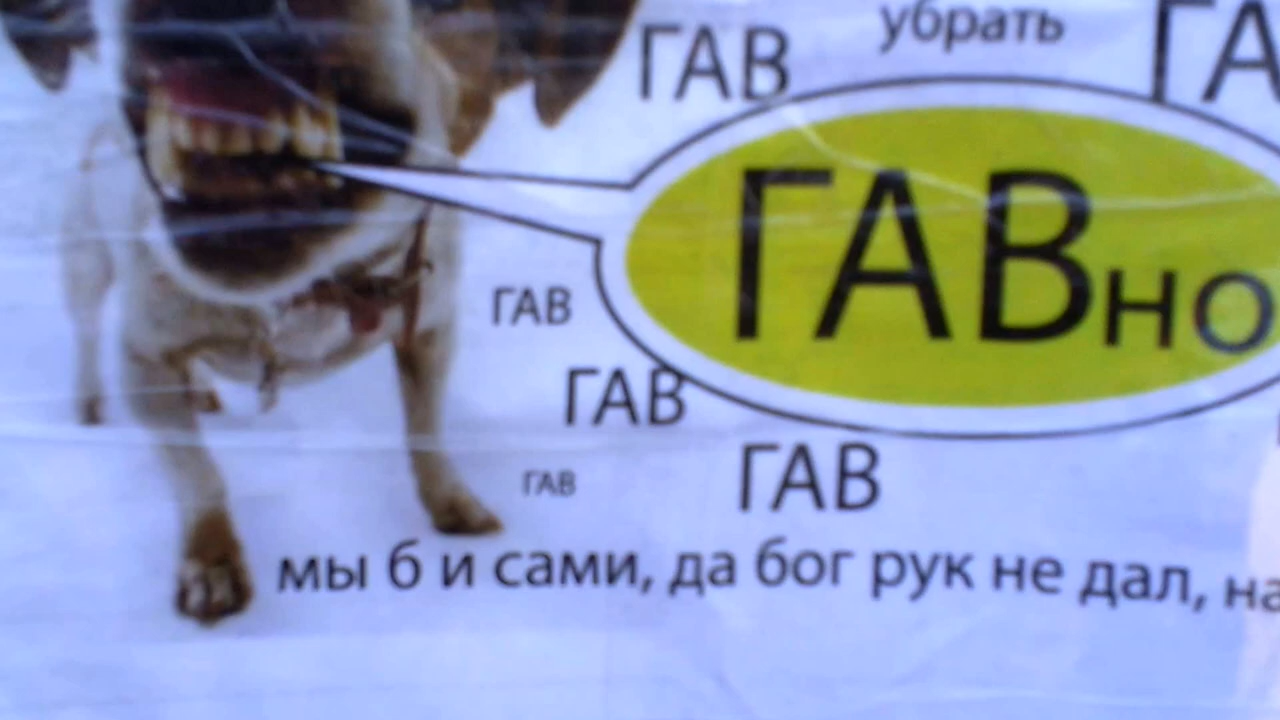 убрать
ГАВ
ГА
ГАВно
ГАВ
ГАВ
ГАВ
ГАВ
мы б и сами, да бог рук не дал, на